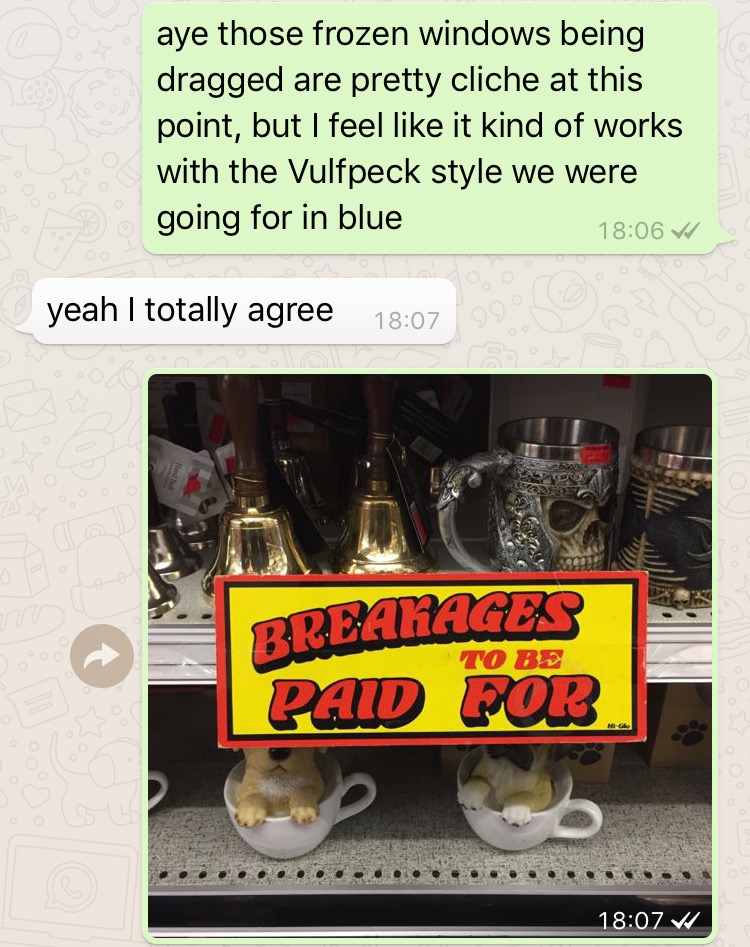 aye those frozen windows being
dragged are pretty cliche at this
point, but I feel like it kind of works
with the Vulfpeck style we were
going for in blue
18:06
yeah I totally agree
18:07
BREAKAGES
TO BE
PAID FOR
Hi-Glo
18:07